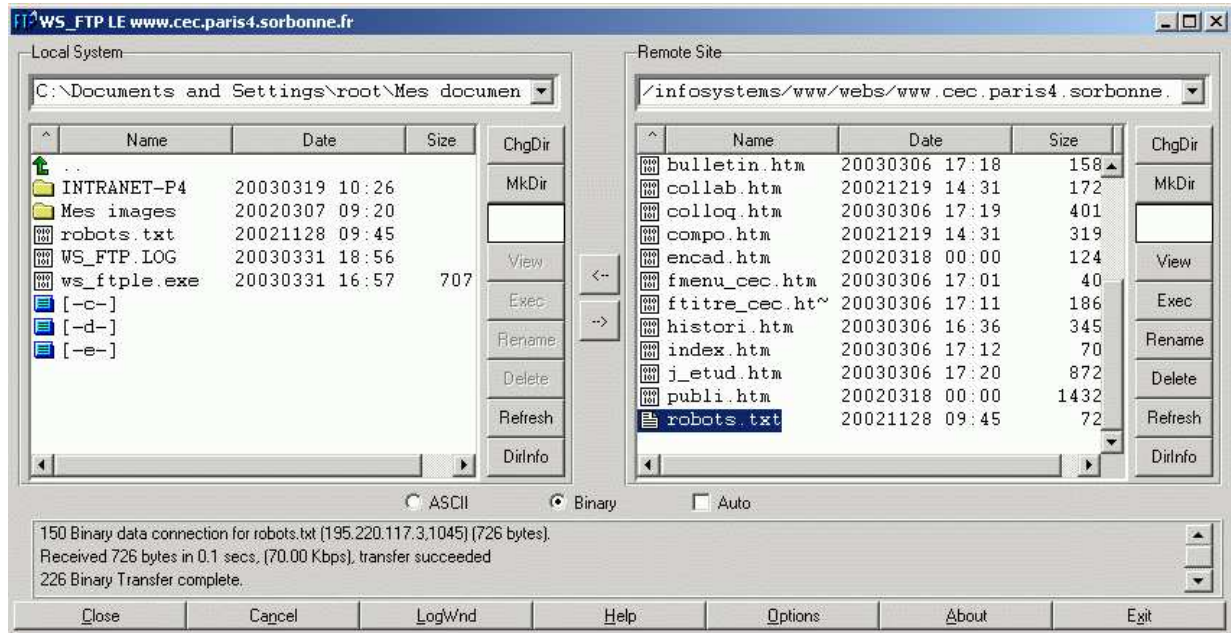 WS_FTP LE www.cec.paris4.sorbonne.fr
Local System
C:\Documents and Settings\root\Mes documen
^ Name Date Size
..
INTRANET-P4 20030319 10:26
Mes images 20020307 09:20
robots.txt 20021128 09:45
WS_FTP.LOG 20030331 18:56
ws_ftple.exe 20030331 16:57 707
[-c-]
[-d-]
[-e-]
ChgDir
MkDir
View
Exec
Rename
Delete
Refresh
DirInfo
<--
-->
Remote Site
/infosystems/www/webs/www.cec.paris4.sorbonne.
^ Name Date Size
bulletin.htm 20030306 17:18 158
collab.htm 20021219 14:31 172
colloq.htm 20030306 17:19 401
compo.htm 20021219 14:31 319
encad.htm 20020318 00:00 124
fmenu_cec.htm 20030306 17:01 40
ftitre_cec.ht~ 20030306 17:11 186
histori.htm 20030306 16:36 345
index.htm 20030306 17:12 70
j_etud.htm 20030306 17:20 872
publi.htm 20020318 00:00 1432
robots.txt 20021128 09:45 72
ChgDir
MkDir
View
Exec
Rename
Delete
Refresh
DirInfo
ASCII Binary Auto
150 Binary data connection for robots.txt (195.220.117.3,1045) (726 bytes).
Received 726 bytes in 0.1 secs, (70.00 Kbps), transfer succeeded
226 Binary Transfer complete.
Close Cancel LogWnd Help Options About Exit